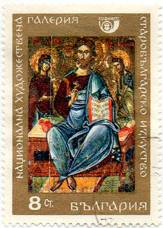 НАЦИОНАЛНА ХУДОЖЕСТВЕНА
ГАЛЕРИЯ
СТАРОБЪЛГАРСКО ИЗКУСТВО
8 СТ.
БЪЛГАРИЯ